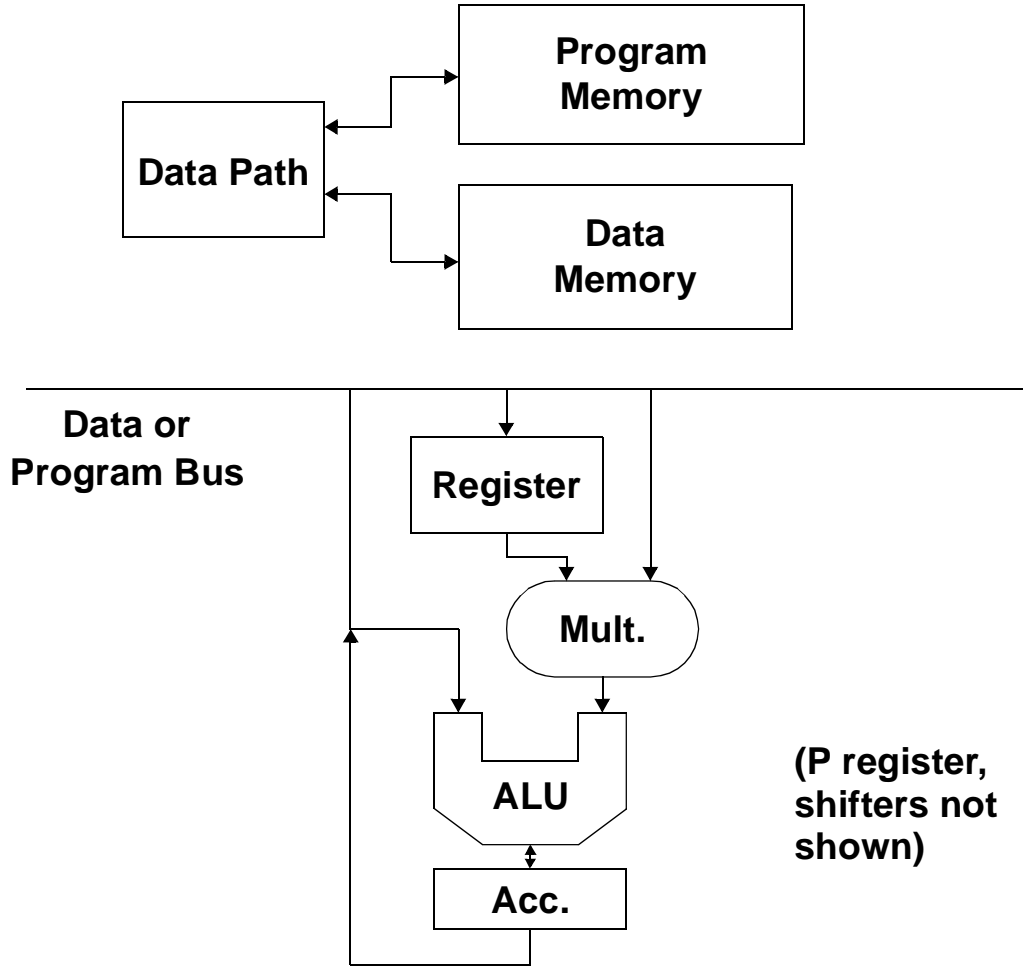 Program
Memory
Data Path
Data
Memory
Data or
Program Bus
Register
Mult.
ALU
(P register,
shifters not
shown)
Acc.